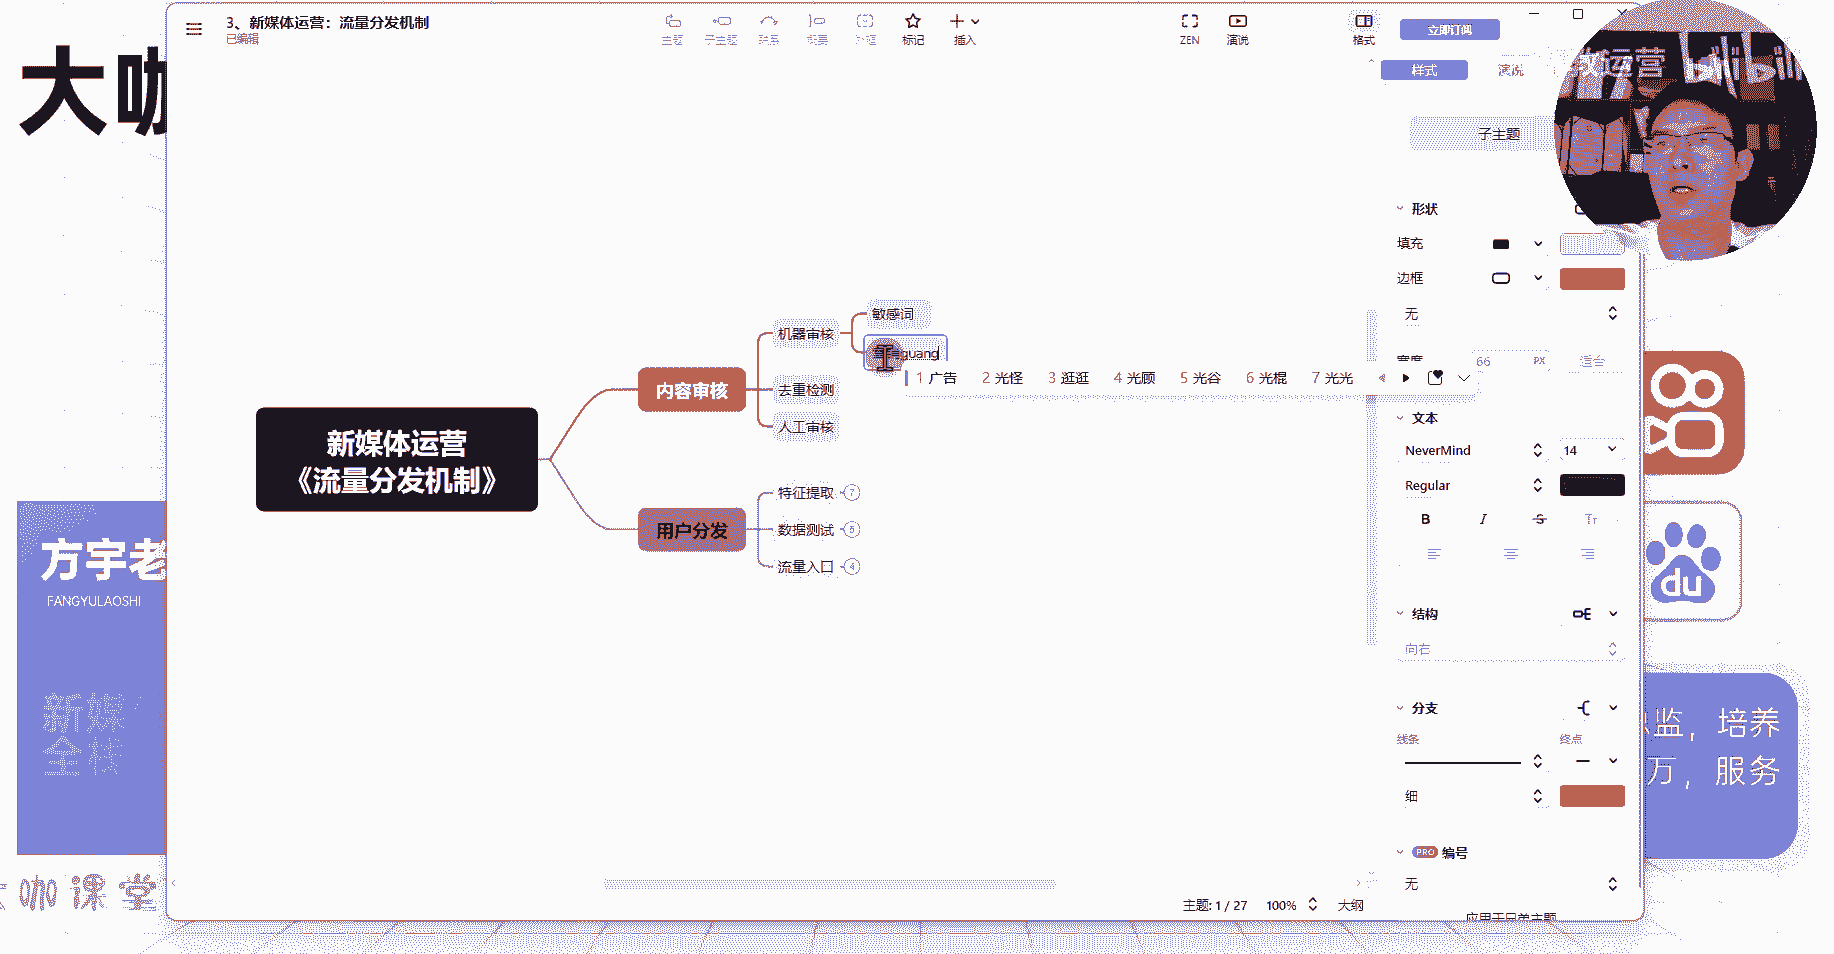 大咖
3、新媒体运营：流量分发机制
已编辑
主题
子主题
联系
概要
外框
标记
插入
ZEN
演说
格式
立即订阅
样式
演说
子主题
形状
填充
边框
无
宽度
66
PX
适合
文本
NeverMind
14
Regular
B
I
S
Tr
结构
向右
分支
线条
终点
细
PRO 编号
无
新媒体运营
《流量分发机制》
内容审核
机器审核
敏感词
guang
1 广告 2 光怪 3 逛逛 4 光顾 5 光谷 6 光棍 7 光光
去重检测
人工审核
用户分发
特征提取 7
数据测试 5
流量入口 4
主题: 1 / 27
100%
大纲
方宇老
FANGYULAOSHI
新媒
全栈
咖课堂
du
监，培养
万，服务
运营